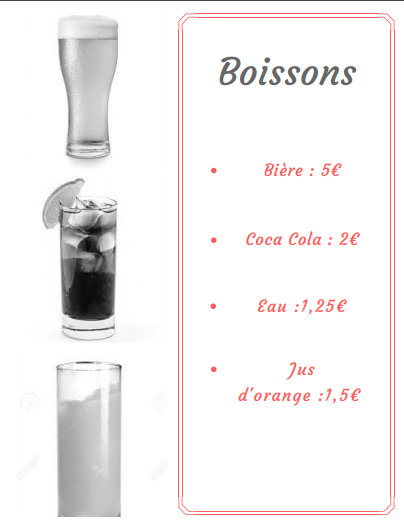 Boissons
• Bière : 5€
• Coca Cola : 2€
• Eau :1,25€
• Jus
d'orange :1,5€